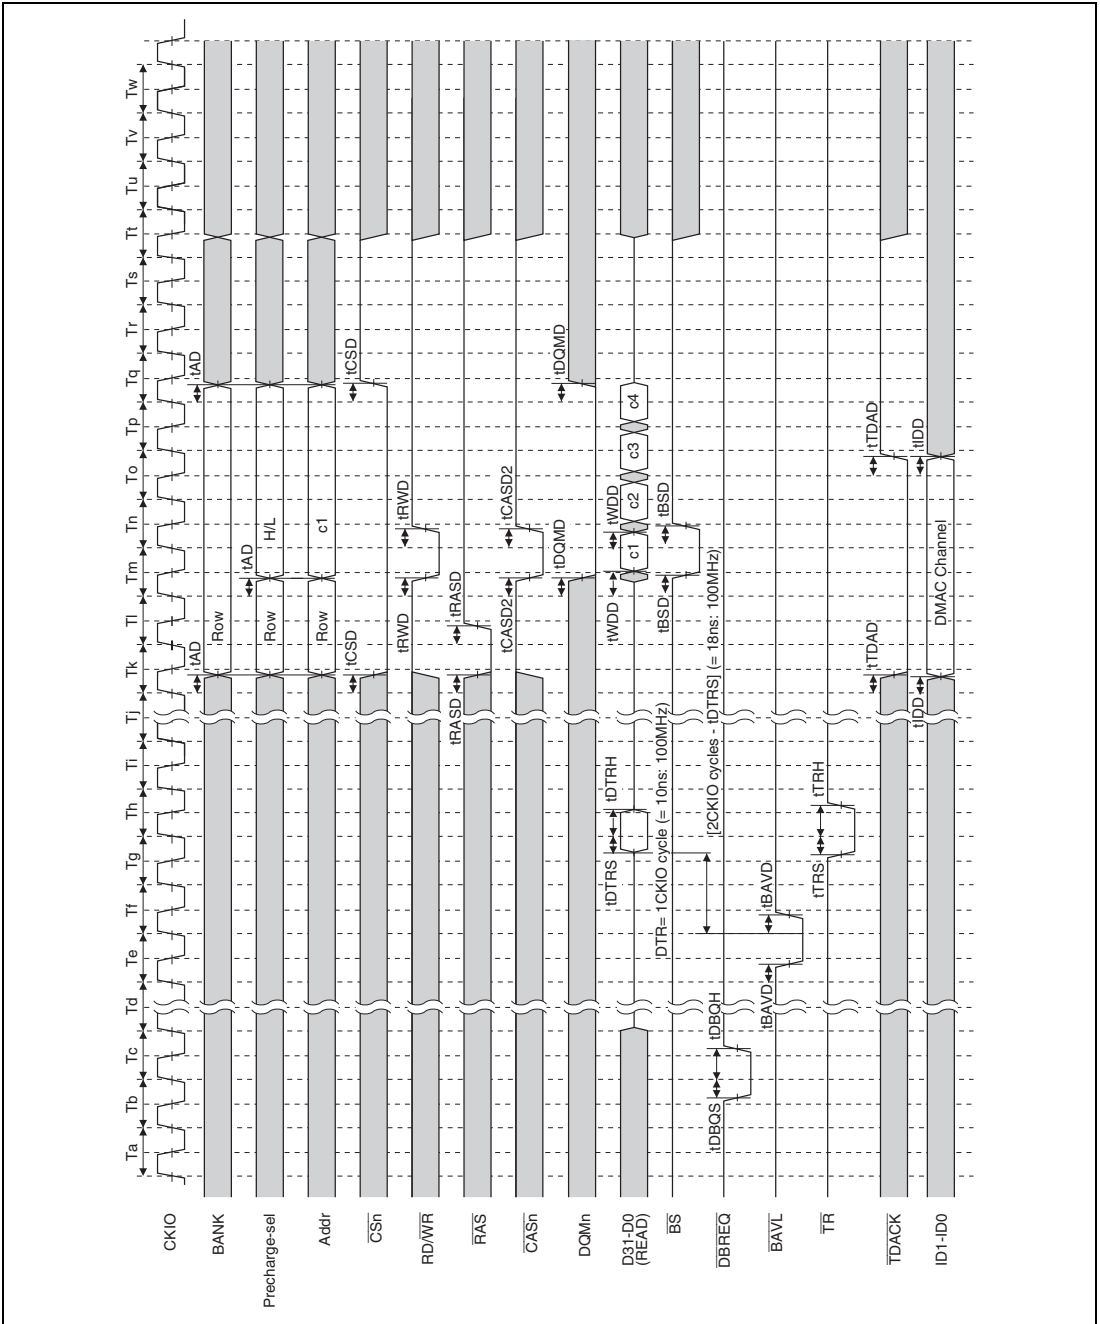 Ta Tb Tc Td Te Tf Tg Th Ti Tj Tk Tl Tm Tn To Tp Tq Tr Ts Tt Tu Tv Tw
CKIO
tAD tAD
BANK Row
tAD
Precharge-sel Row H/L
Addr Row c1
tCSD tCSD
CSn
tRWD tRWD
RD/WR
tRASD tRASD
RAS
tCASD2 tCASD2
CASn
tDQMD tDQMD
DQMn
tDTRS tDTRH tWDD tWDD
D31-D0
(READ)
c1 c2 c3 c4
DTR= 1CKIO cycle (= 10ns: 100MHz)
tBSD tBSD
BS
[2CKIO cycles - tDTRS] (= 18ns: 100MHz)
tDBQS tDBQH
DBREQ
tBAVD tBAVD
BAVL
tTRS tTRH
TR
tTDAD tTDAD
TDACK
tIDD tIDD
ID1-ID0 DMAC Channel